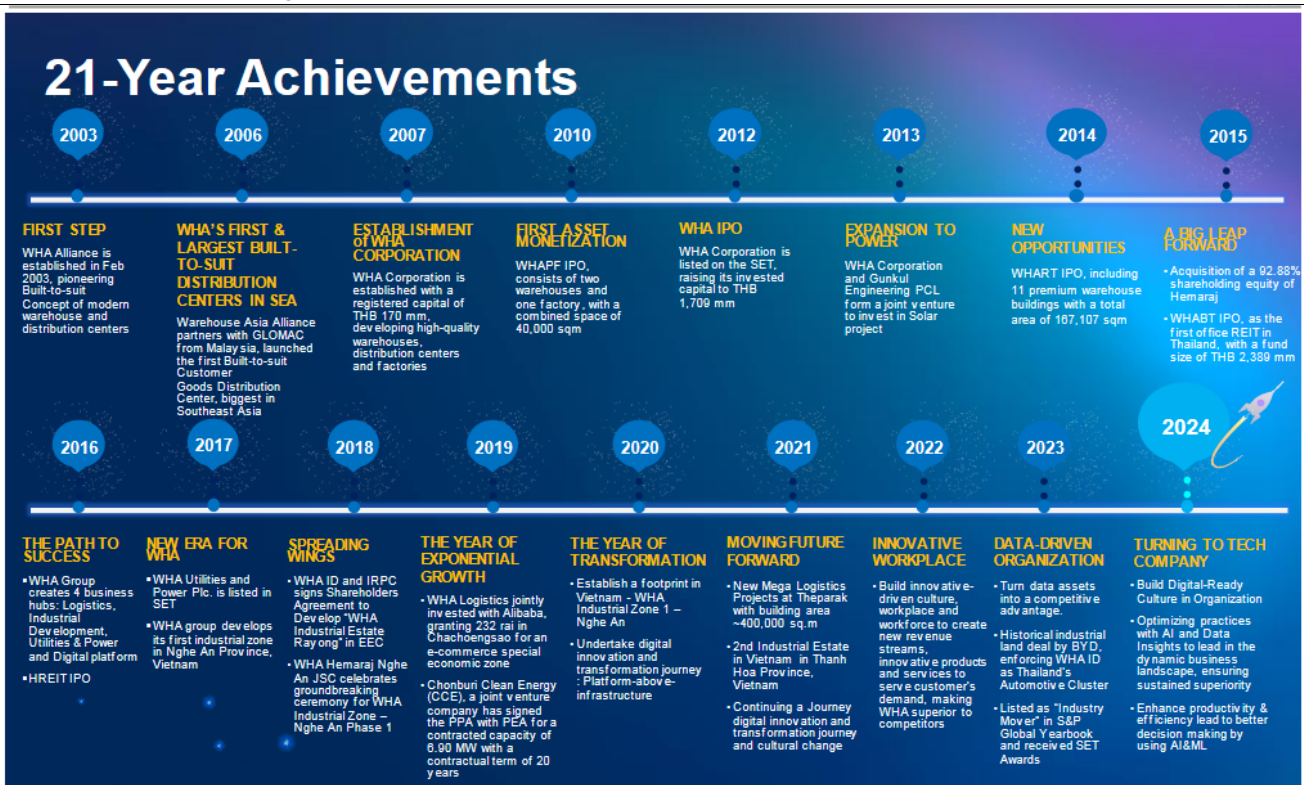 21-Year Achievements
2003
2006
2007
2010
2012
2013
2014
2015
FIRST STEP
WHA Alliance is
established in Feb
2003, pioneering
Built-to-suit
Concept of modern
warehouse and
distribution centers
WHA'S FIRST &
LARGEST BUILT-
TO-SUIT
DISTRIBUTION
CENTERS IN SEA
Warehouse Asia Alliance
partners with GLOMAC
from Malaysia, launched
the first Built-to-suit
Customer
Goods Distribution
Center, biggest in
Southeast Asia
ESTABLISHMENT
of WHA
CORPORATION
WHA Corporation is
established with a
registered capital of
THB 170 mm,
developing high-quality
warehouses,
distribution centers
and factories
FIRST ASSET
MONETIZATION
WHAPF IPO,
consists of two
warehouses and
one factory, with a
combined space of
40,000 sqm
WHA IPO
WHA Corporation is
listed on the SET,
raising its invested
capital to THB
1,709 mm
EXPANSION TO
POWER
WHA Corporation
and Gunkul
Engineering PCL
form a joint venture
to invest in Solar
project
NEW
OPPORTUNITIES
WHART IPO, including
11 premium warehouse
buildings with a total
area of 167,107 sqm
A BIG LEAP
FORWARD
• Acquisition of a 92.88%
shareholding equity of
Hemaraj
• WHABT IPO, as the
first office REIT in
Thailand, with a fund
size of THB 2,389 mm
2016
2017
2018
2019
2020
2021
2022
2023
2024
THE PATH TO
SUCCESS
▪ WHA Group
creates 4 business
hubs: Logistics,
Industrial
Development,
Utilities & Power
and Digital platform
▪ HREIT IPO
NEW ERA FOR
WHA
▪ WHA Utilities and
Power Plc. is listed in
SET
▪ WHA group develops
its first industrial zone
in Nghe An Province,
Vietnam
SPREADING
WINGS
• WHA ID and IRPC
signs Shareholders
Agreement to
Develop "WHA
Industrial Estate
Rayong" in EEC
• WHA Hemaraj Nghe
An JSC celebrates
groundbreaking
ceremony for WHA
Industrial Zone –
Nghe An Phase 1
THE YEAR OF
EXPONENTIAL
GROWTH
• WHA Logistics jointly
invested with Alibaba,
granting 232 rai in
Chachoengsao for an
e-commerce special
economic zone
• Chonburi Clean Energy
(CCE), a joint venture
company has signed
the PPA with PEA for a
contracted capacity of
6.90 MW with a
contractual term of 20
years
THE YEAR OF
TRANSFORMATION
• Establish a footprint in
Vietnam - WHA
Industrial Zone 1 –
Nghe An
• Undertake digital
innovation and
transformation journey
: Platform-above-
infrastructure
MOVING FUTURE
FORWARD
• New Mega Logistics
Projects at Theparak
with building area
~400,000 sq.m
• 2nd Industrial Estate
in Vietnam in Thanh
Hoa Province,
Vietnam
• Continuing a Journey
digital innovation and
transformation journey
and cultural change
INNOVATIVE
WORKPLACE
• Build innovative-
driven culture,
workplace and
workforce to create
new revenue
streams,
innovative products
and services to
serve customer's
demand, making
WHA superior to
competitors
DATA-DRIVEN
ORGANIZATION
• Turn data assets
into a competitive
advantage.
• Historical industrial
land deal by BYD,
enforcing WHA ID
as Thailand's
Automotive Cluster
• Listed as "Industry
Mover" in S&P
Global Yearbook
and received SET
Awards
TURNING TO TECH
COMPANY
• Build Digital-Ready
Culture in Organization
• Optimizing practices
with AI and Data
Insights to lead in the
dynamic business
landscape, ensuring
sustained superiority
• Enhance productivity &
efficiency lead to better
decision making by
using AI&ML